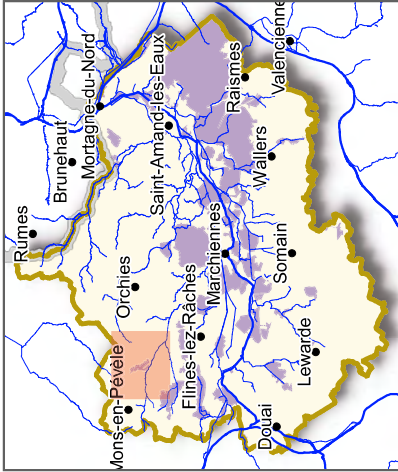 Rumes
Brunehaut
Mortagne-du-Nord
Saint-Amand-les-Eaux
Raismes
Valencienne
Wallers
Orchies
Marchiennes
Somain
Flines-lez-Râches
Mons-en-Pévèle
Lewarde
Douai